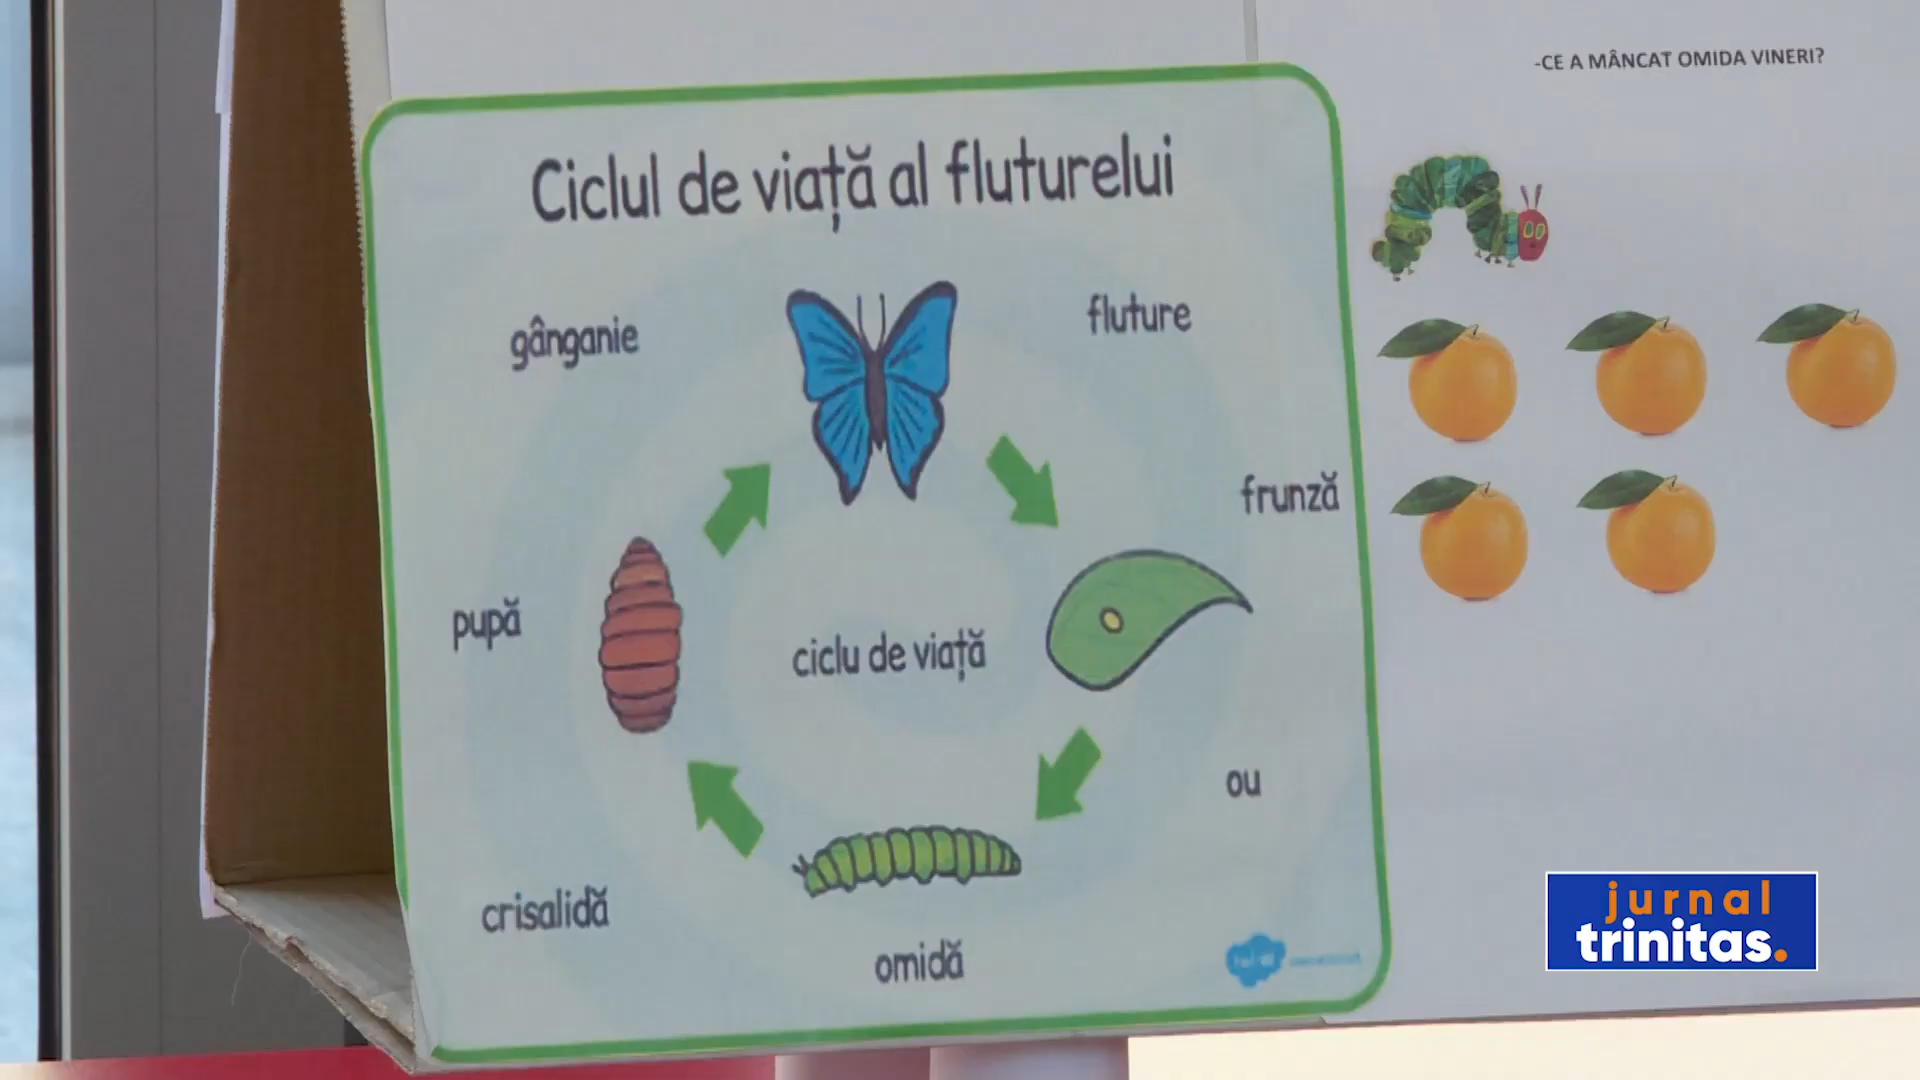 -CE A MÂNCAT OMIDA VINERI?
Ciclul de viață al fluturelui
gânganie
fluture
frunză
pupă
ciclu de viață
ou
crisalidă
omidă
jurnal
trinitas.